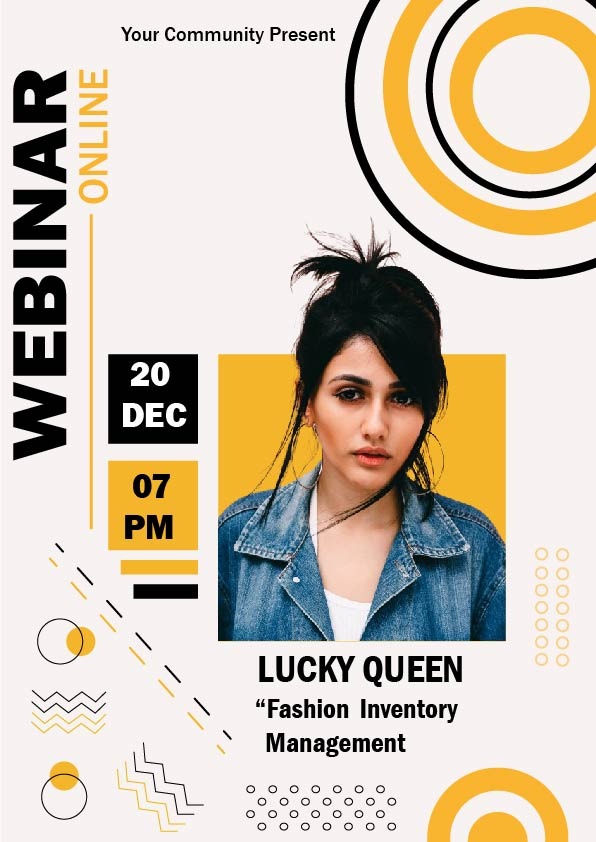 Your Community Present
WEBINAR
ONLINE
20
DEC
07
PM
LUCKY QUEEN
“Fashion Inventory
Management